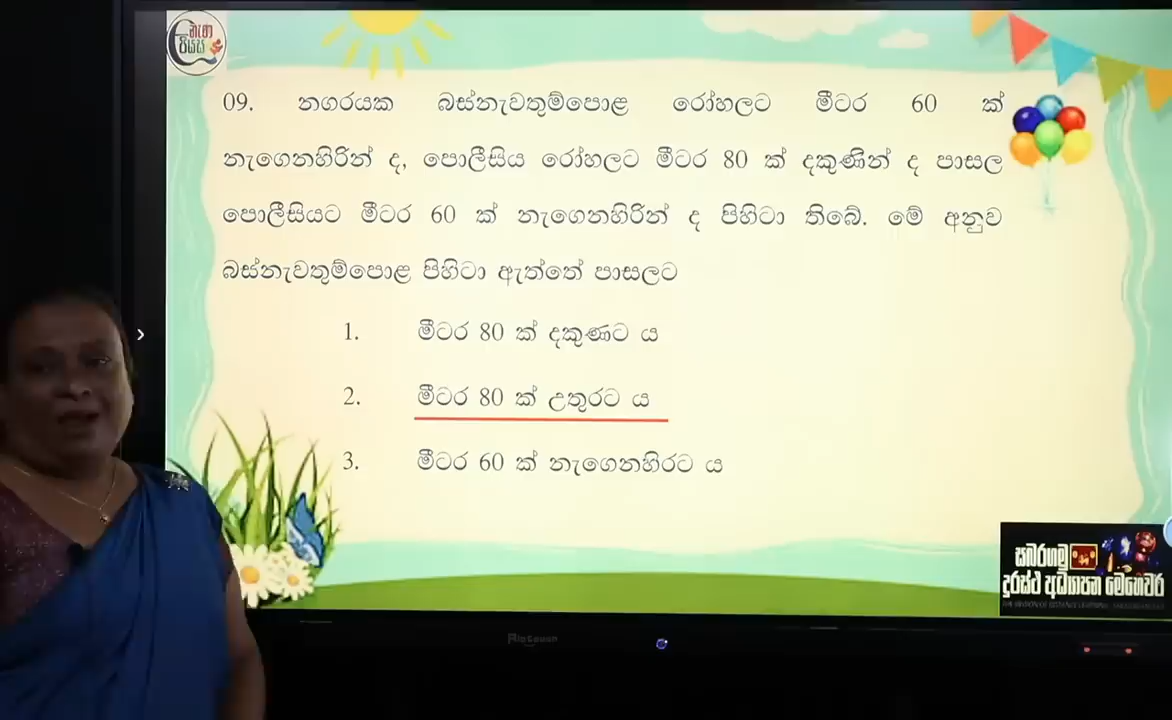 නැණ
පියස
09. නගරයක බස්නැවතුම්පොළ රෝහලට මීටර 60 ක්
නැගෙනහිරින් ද, පොලීසිය රෝහලට මීටර 80 ක් දකුණින් ද පාසල
පොලීසියට මීටර 60 ක් නැගෙනහිරින් ද පිහිටා තිබේ. මේ අනුව
බස්නැවතුම්පොළ පිහිටා ඇත්තේ පාසලට
1. මීටර 80 ක් දකුණට ය
2. මීටර 80 ක් උතුරට ය
3. මීටර 60 ක් නැගෙනහිරට ය
සබරගමු
දුරස්ථ අධ්‍යාපන මෙහෙවර